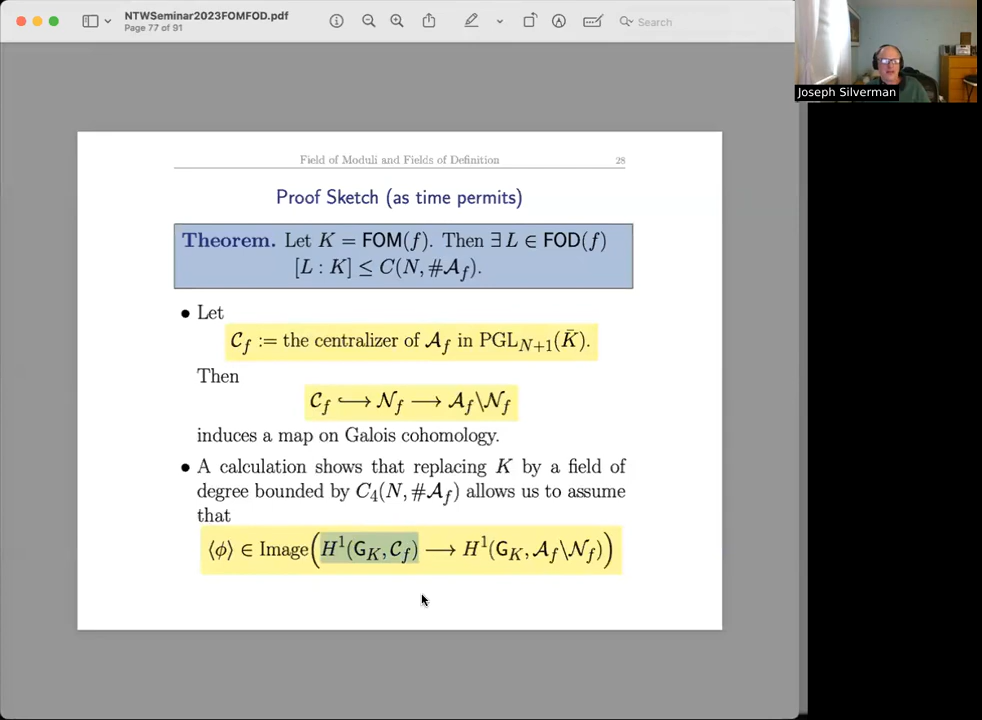 NTWSeminar2023FOMFOD.pdf
Page 77 of 91
Search
Joseph Silverman
Field of Moduli and Fields of Definition 28
Proof Sketch (as time permits)
Theorem. Let K = FOM(f). Then ∃ L ∈ FOD(f)
[L : K] ≤ C(N, #𝒜_f).
• Let
𝒞_f := the centralizer of 𝒜_f in PGL_{N+1}(K̄).
Then
𝒞_f ↪ 𝒩_f ⟶ 𝒜_f\𝒩_f
induces a map on Galois cohomology.
• A calculation shows that replacing K by a field of
degree bounded by C_4(N, #𝒜_f) allows us to assume
that
⟨ϕ⟩ ∈ Image(H^1(G_K, 𝒞_f) ⟶ H^1(G_K, 𝒜_f\𝒩_f))